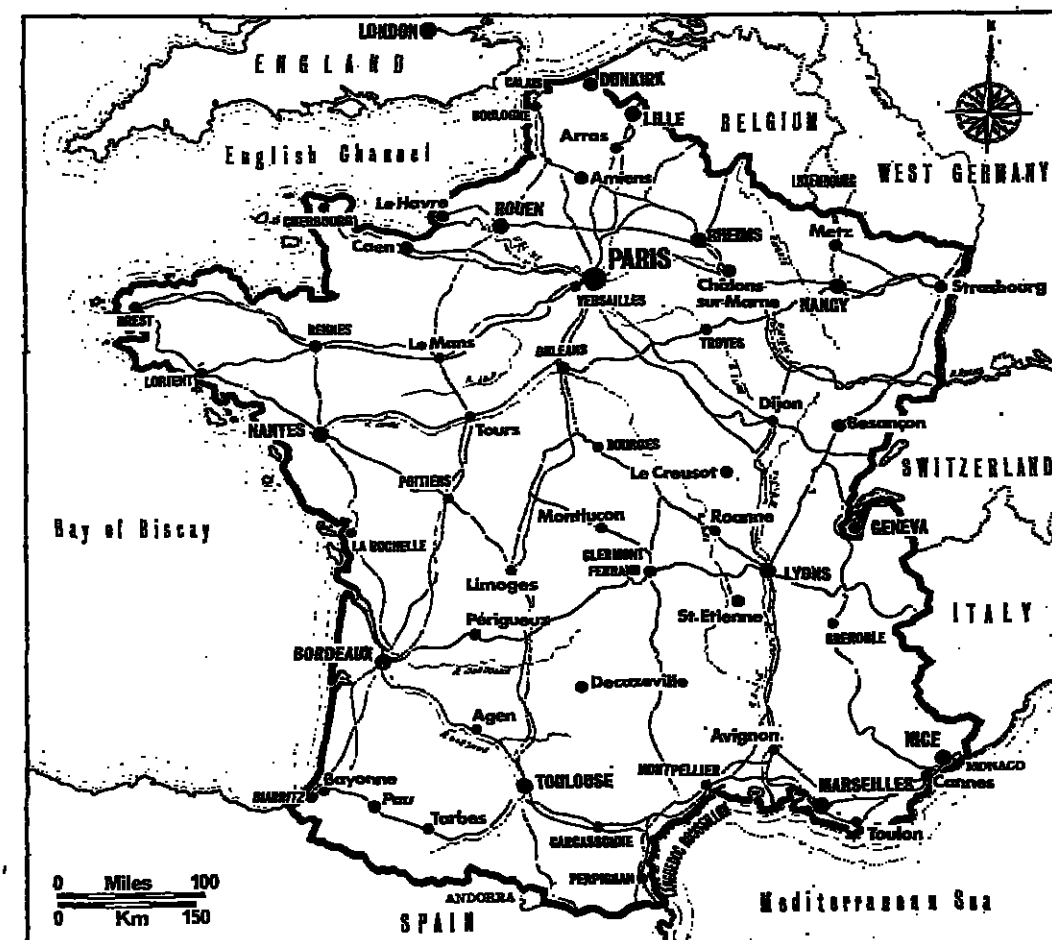 LONDON
ENGLAND
CALAIS
DUNKIRK
BOULOGNE
LILLE
BELGIUM
Arras
English Channel
Amiens
LUXEMBOURG
WEST GERMANY
CHERBOURG
Le Havre
ROUEN
RHEIMS
Metz
Caen
PARIS
VERSAILLES
Châlons
sur-Marne
NANCY
Strasbourg
BREST
RENNES
Le Mans
ORLEANS
TROYES
LORIENT
NANTES
Tours
Dijon
Besançon
BOURGES
Le Creusot
SWITZERLAND
POITIERS
Bay of Biscay
LA ROCHELLE
Montlucon
Roanne
GENEVA
Limoges
CLERMONT
FERRAND
LYONS
Périgueux
St-Etienne
ITALY
GRENOBLE
BORDEAUX
Decazeville
Agen
Avignon
NICE
MONACO
Cannes
Bayonne
BIARRITZ
Pau
Tarbes
TOULOUSE
MONTPELLIER
MARSEILLES
Toulon
CARCASSONNE
LANGUEDOC ROUSSILLON
PERPIGNAN
ANDORRA
SPAIN
Mediterranean Sea
0 Miles 100
0 Km 150